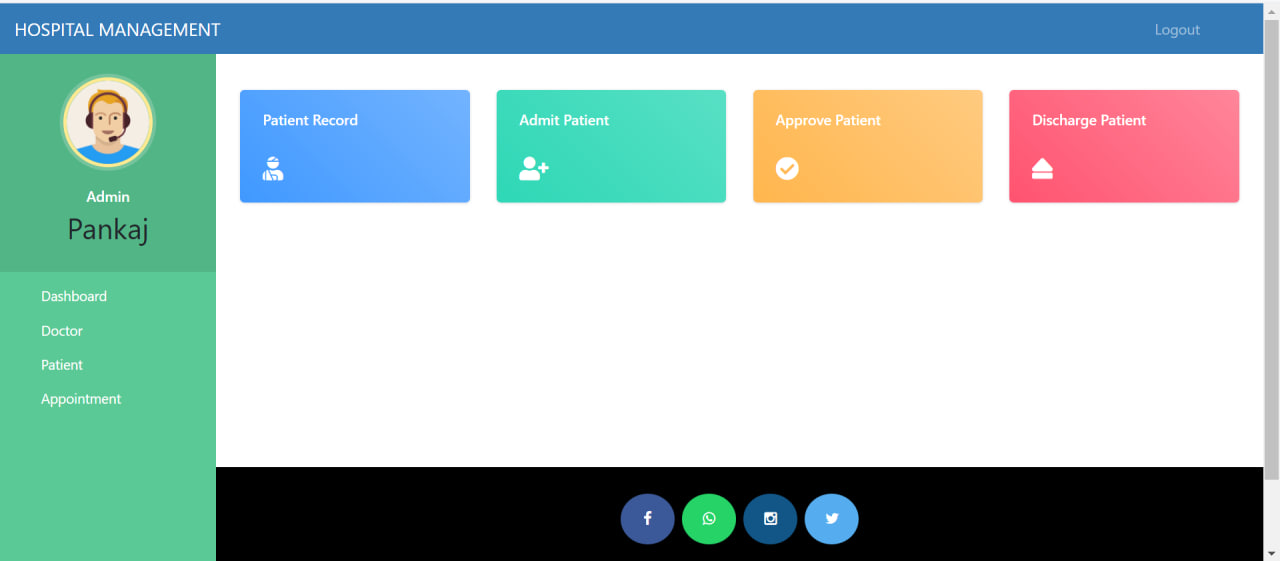 HOSPITAL MANAGEMENT
Logout
Admin
Pankaj
Dashboard
Doctor
Patient
Appointment
Patient Record
Admit Patient
Approve Patient
Discharge Patient